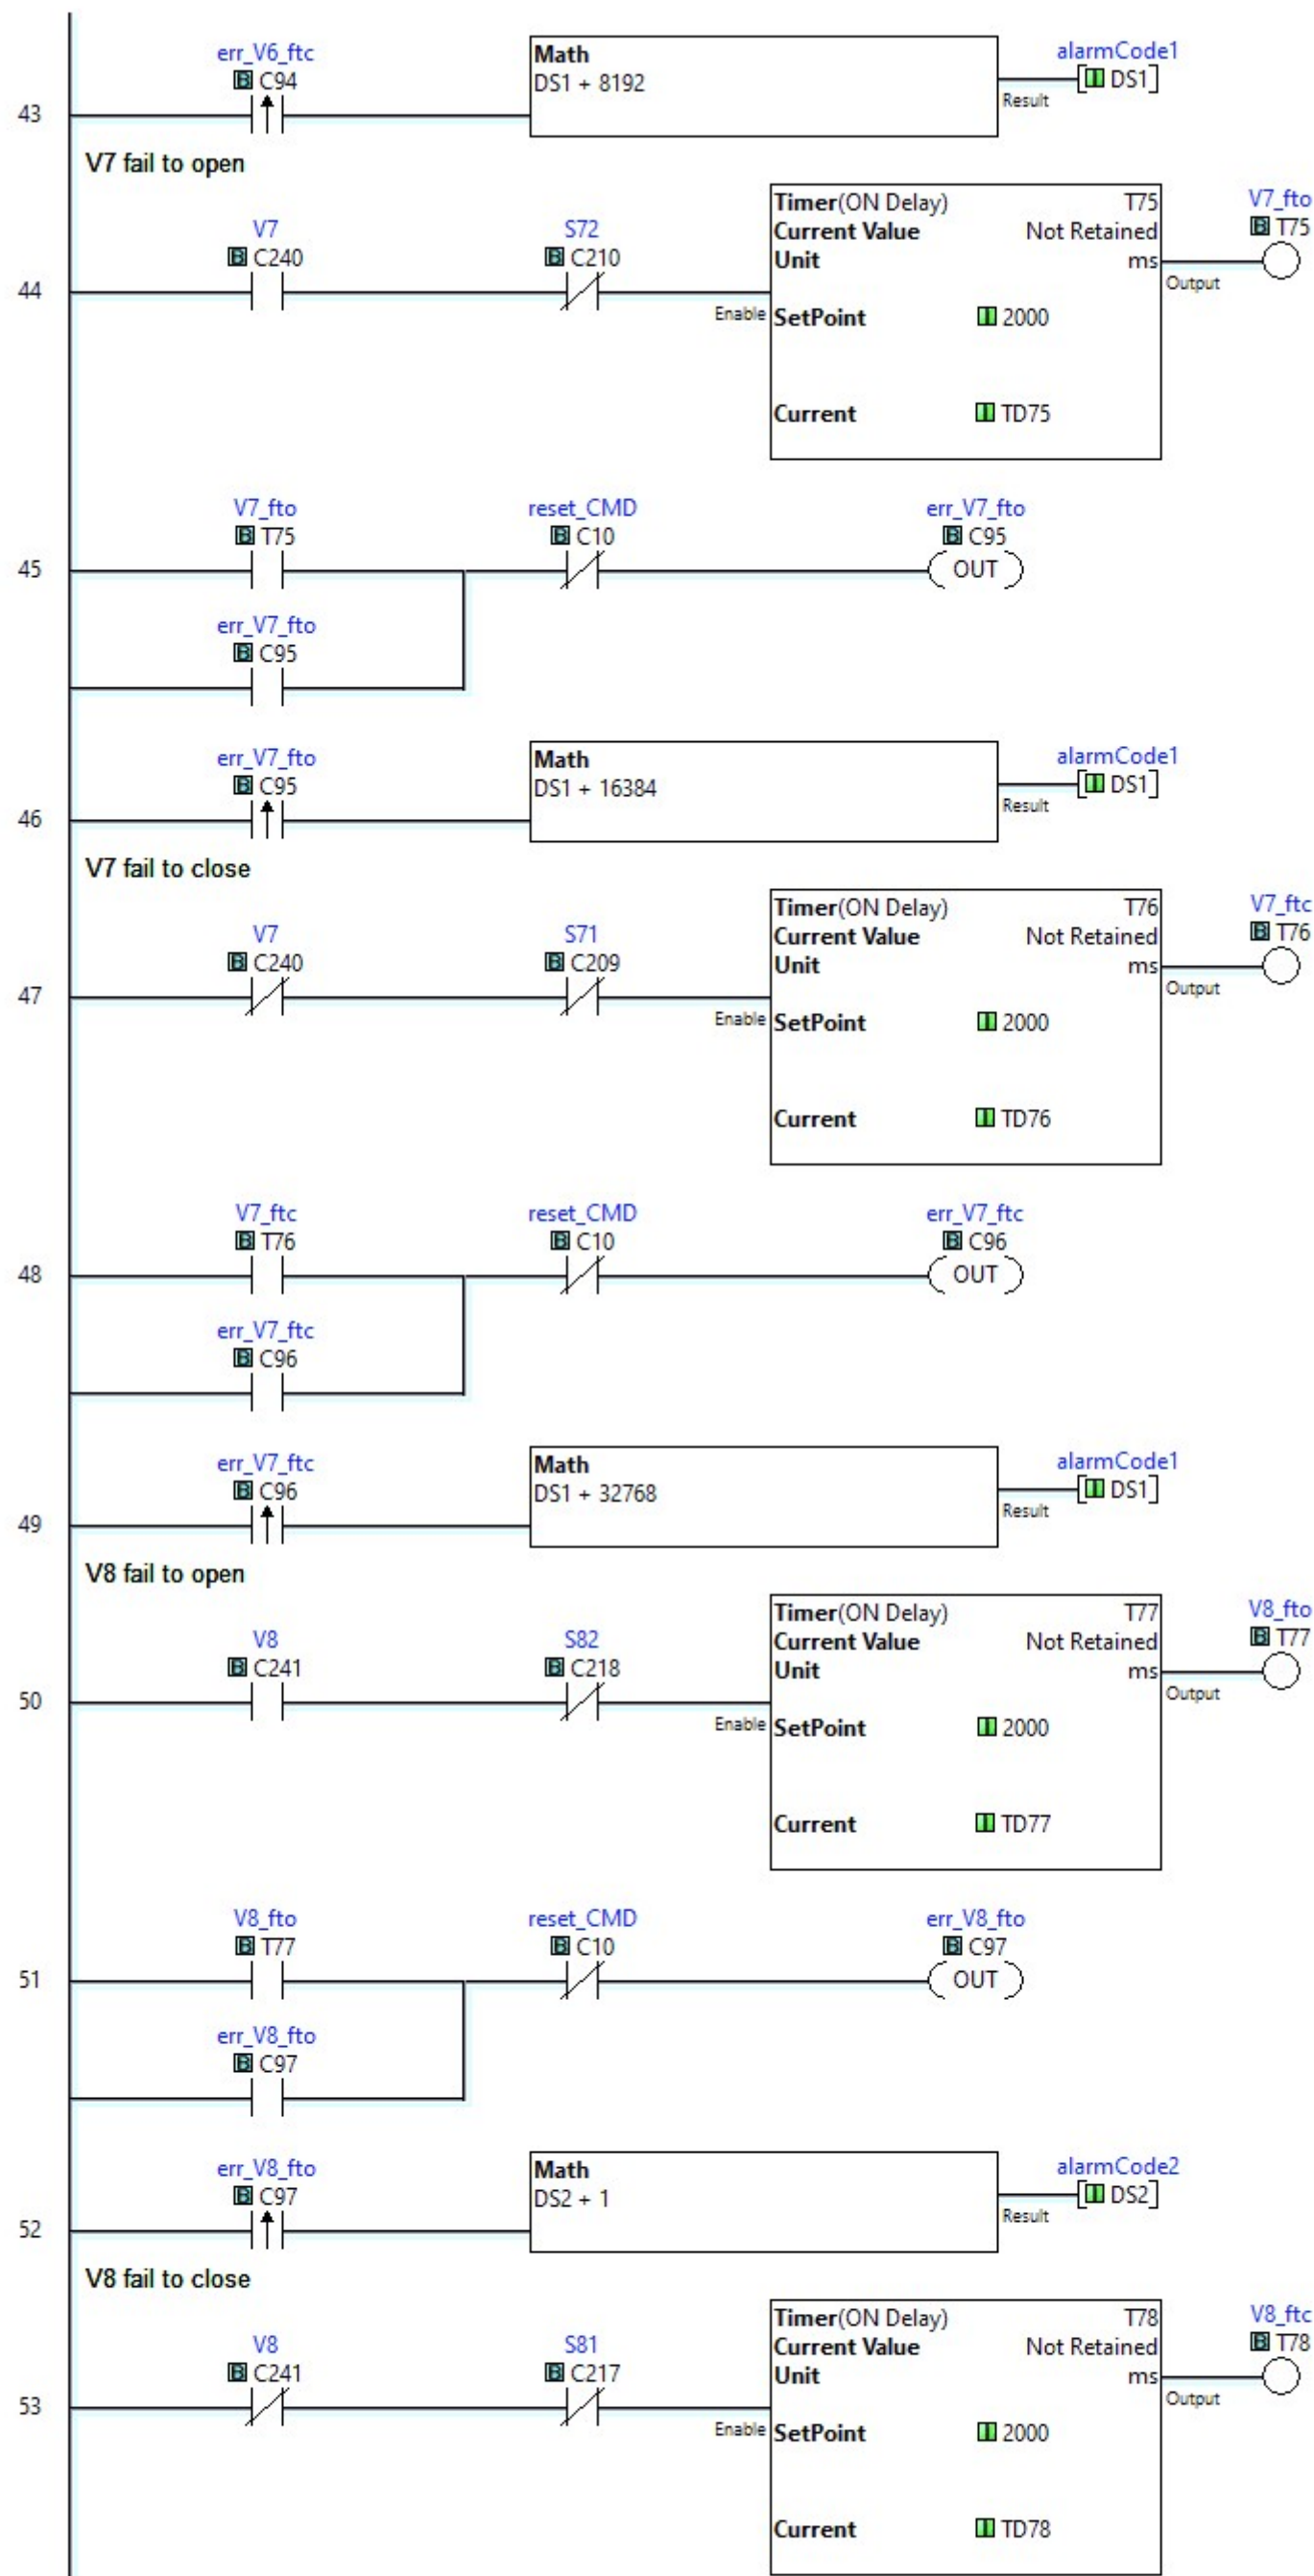 err_V6_ftc
B C94
43
Math
DS1 + 8192
Result
alarmCode1
DS1
V7 fail to open
44
V7
B C240
S72
B C210
Enable
Timer(ON Delay) T75
Current Value Not Retained
Unit ms
SetPoint 2000
Current TD75
Output
V7_fto
B T75
45
V7_fto
B T75
reset_CMD
B C10
err_V7_fto
B C95
OUT
err_V7_fto
B C95
46
err_V7_fto
B C95
Math
DS1 + 16384
Result
alarmCode1
DS1
V7 fail to close
47
V7
B C240
S71
B C209
Enable
Timer(ON Delay) T76
Current Value Not Retained
Unit ms
SetPoint 2000
Current TD76
Output
V7_ftc
B T76
48
V7_ftc
B T76
reset_CMD
B C10
err_V7_ftc
B C96
OUT
err_V7_ftc
B C96
49
err_V7_ftc
B C96
Math
DS1 + 32768
Result
alarmCode1
DS1
V8 fail to open
50
V8
B C241
S82
B C218
Enable
Timer(ON Delay) T77
Current Value Not Retained
Unit ms
SetPoint 2000
Current TD77
Output
V8_fto
B T77
51
V8_fto
B T77
reset_CMD
B C10
err_V8_fto
B C97
OUT
err_V8_fto
B C97
52
err_V8_fto
B C97
Math
DS2 + 1
Result
alarmCode2
DS2
V8 fail to close
53
V8
B C241
S81
B C217
Enable
Timer(ON Delay) T78
Current Value Not Retained
Unit ms
SetPoint 2000
Current TD78
Output
V8_ftc
B T78